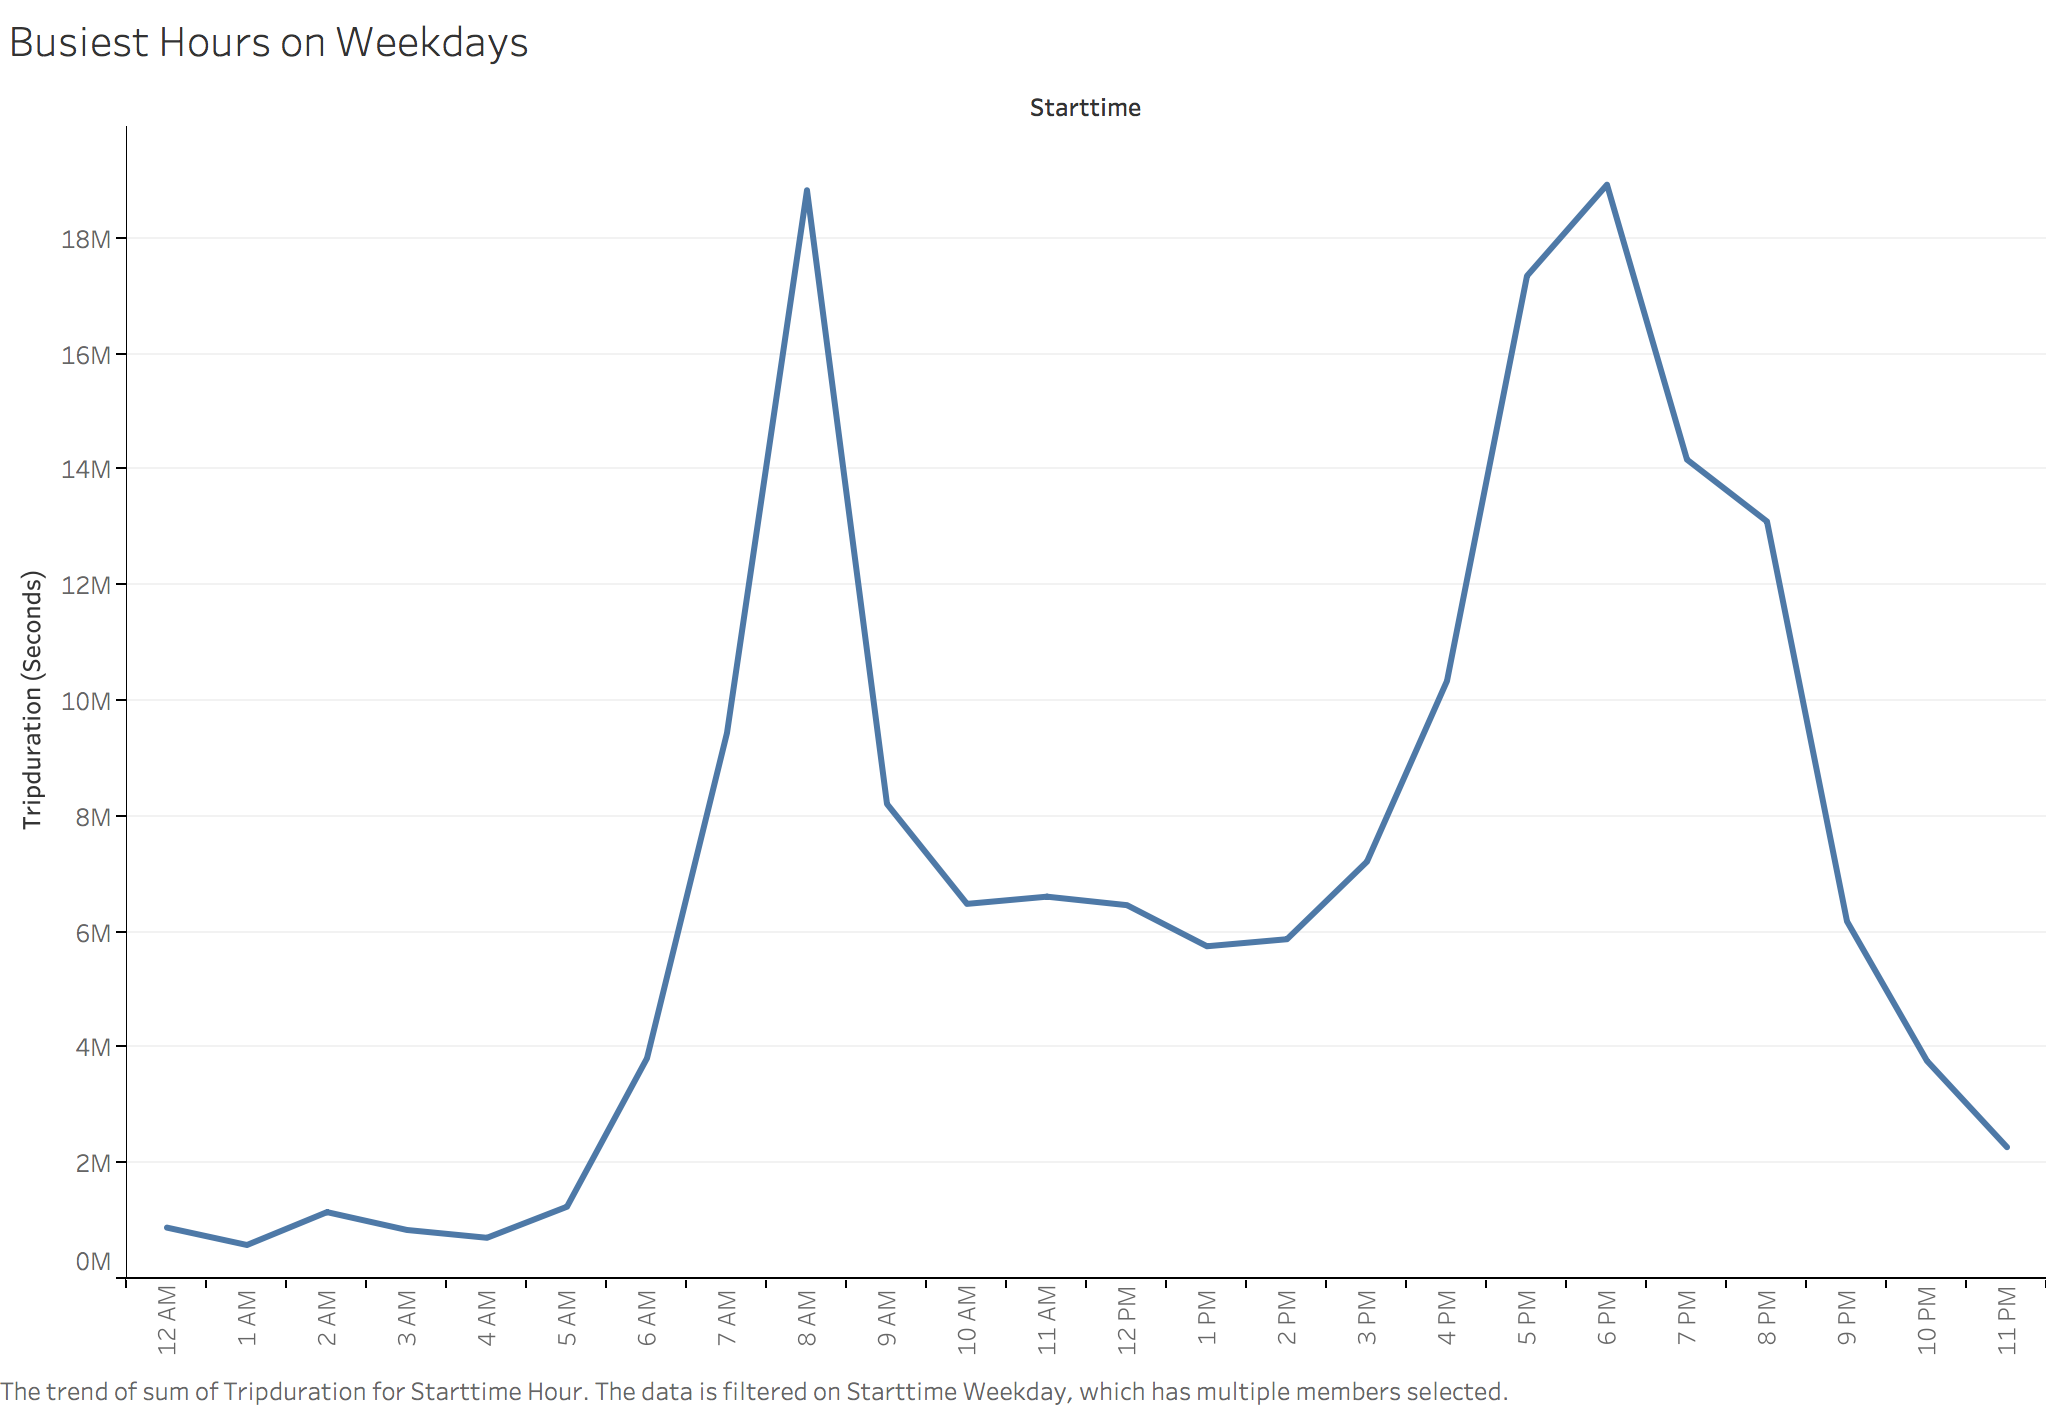 Busiest Hours on Weekdays
Starttime
18M
16M
14M
12M
10M
8M
6M
4M
2M
0M
Tripduration (Seconds)
12 AM
1 AM
2 AM
3 AM
4 AM
5 AM
6 AM
7 AM
8 AM
9 AM
10 AM
11 AM
12 PM
1 PM
2 PM
3 PM
4 PM
5 PM
6 PM
7 PM
8 PM
9 PM
10 PM
11 PM
The trend of sum of Tripduration for Starttime Hour. The data is filtered on Starttime Weekday, which has multiple members selected.